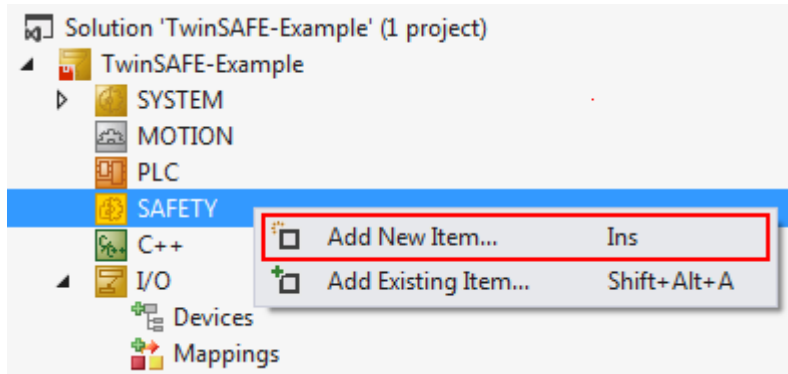 Solution 'TwinSAFE-Example' (1 project)
TwinSAFE-Example
SYSTEM
MOTION
PLC
SAFETY
Add New Item... Ins
C++
Add Existing Item... Shift+Alt+A
I/O
Devices
Mappings